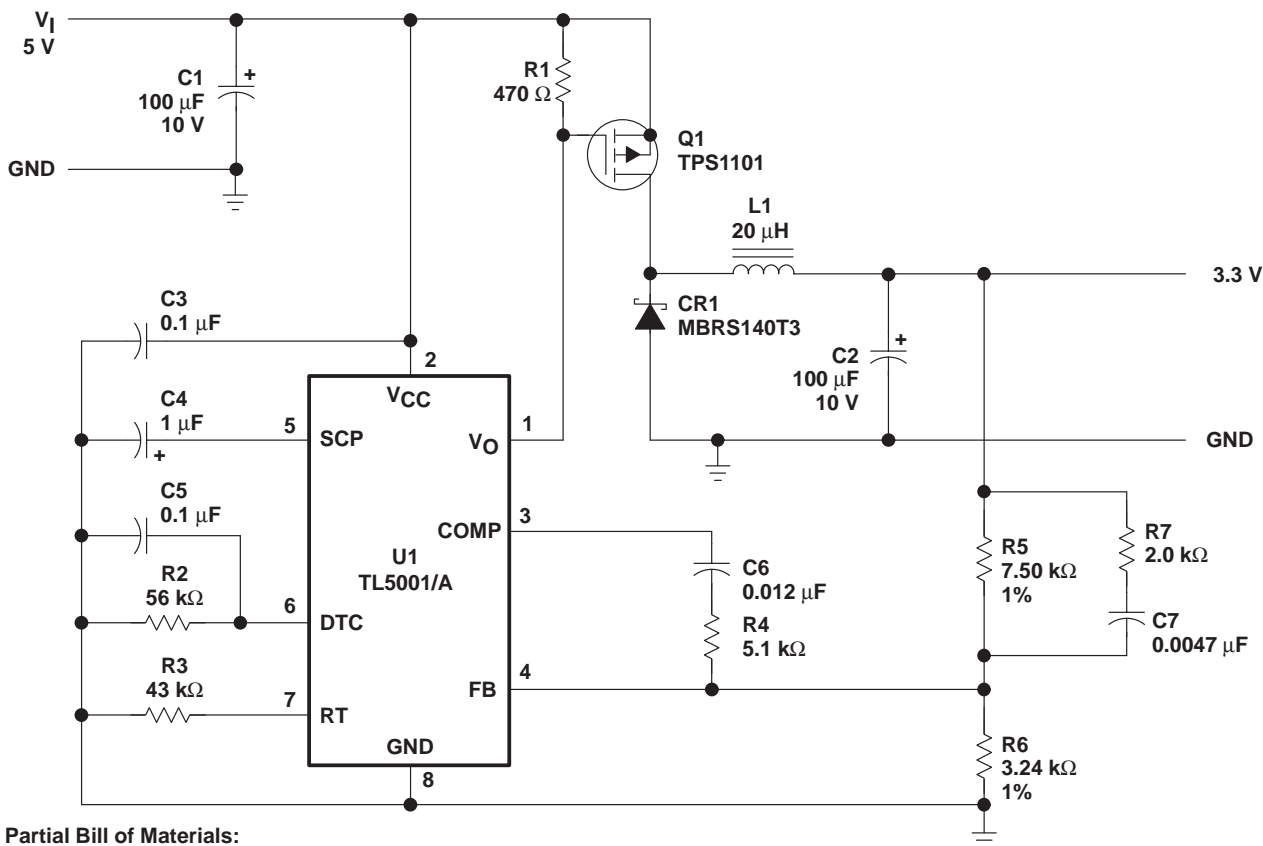 VI
5 V
C1
100 μF
10 V
+
GND
R1
470 Ω
Q1
TPS1101
L1
20 μH
3.3 V
CR1
MBRS140T3
C2
100 μF
10 V
+
GND
C3
0.1 μF
2
VCC
C4
1 μF
+
5
SCP
1
VO
C5
0.1 μF
3
COMP
U1
TL5001/A
R2
56 kΩ
6
DTC
C6
0.012 μF
R4
5.1 kΩ
R5
7.50 kΩ
1%
R7
2.0 kΩ
C7
0.0047 μF
R3
43 kΩ
7
RT
4
FB
GND
8
R6
3.24 kΩ
1%
Partial Bill of Materials: